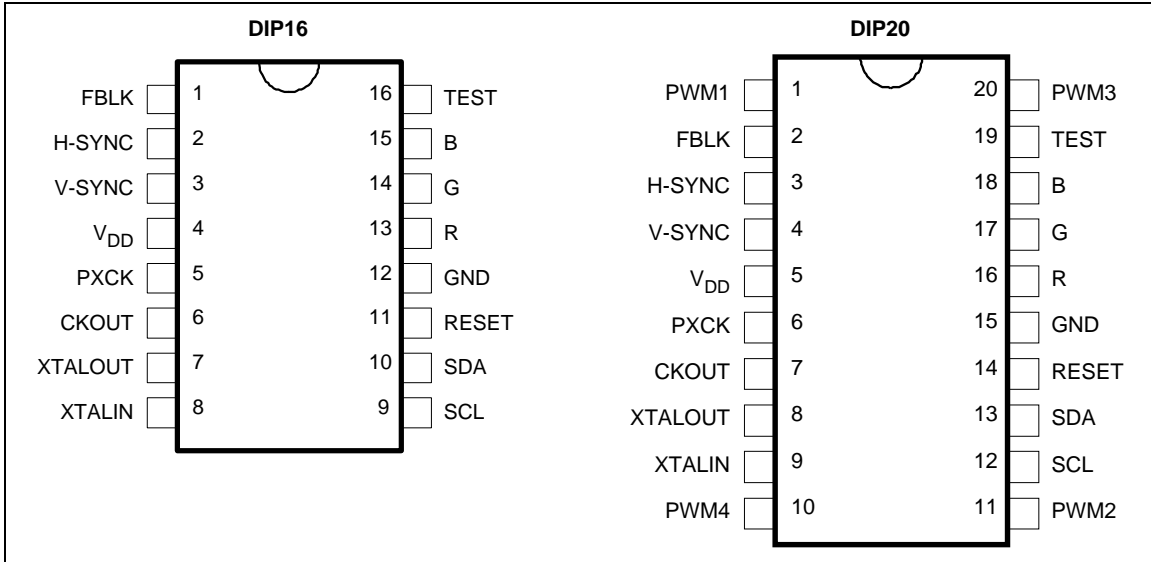 DIP16
FBLK 1 16 TEST
H-SYNC 2 15 B
V-SYNC 3 14 G
VDD 4 13 R
PXCK 5 12 GND
CKOUT 6 11 RESET
XTALOUT 7 10 SDA
XTALIN 8 9 SCL
DIP20
PWM1 1 20 PWM3
FBLK 2 19 TEST
H-SYNC 3 18 B
V-SYNC 4 17 G
VDD 5 16 R
PXCK 6 15 GND
CKOUT 7 14 RESET
XTALOUT 8 13 SDA
XTALIN 9 12 SCL
PWM4 10 11 PWM2